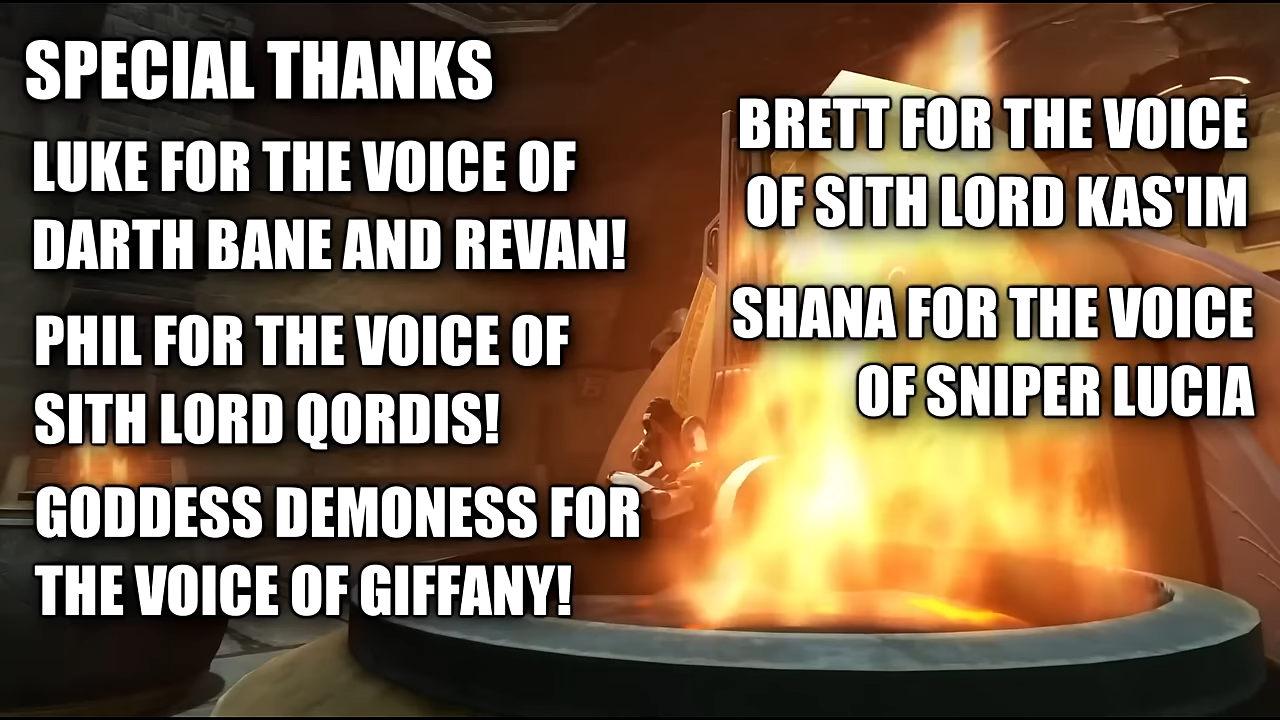 SPECIAL THANKS
LUKE FOR THE VOICE OF
DARTH BANE AND REVAN!
PHIL FOR THE VOICE OF
SITH LORD QORDIS!
GODDESS DEMONESS FOR
THE VOICE OF GIFFANY!
BRETT FOR THE VOICE
OF SITH LORD KAS'IM
SHANA FOR THE VOICE
OF SNIPER LUCIA